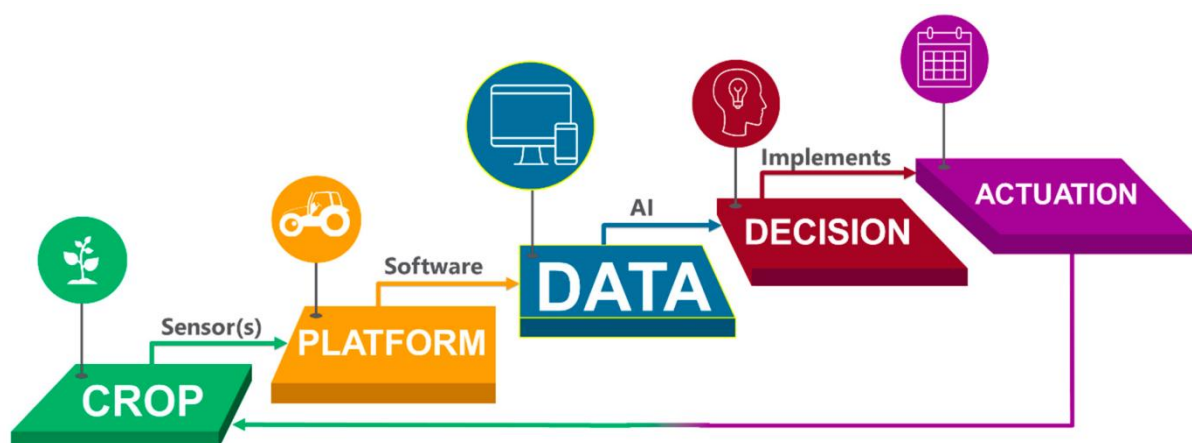 CROP
Sensor(s)
PLATFORM
Software
DATA
AI
DECISION
Implements
ACTUATION